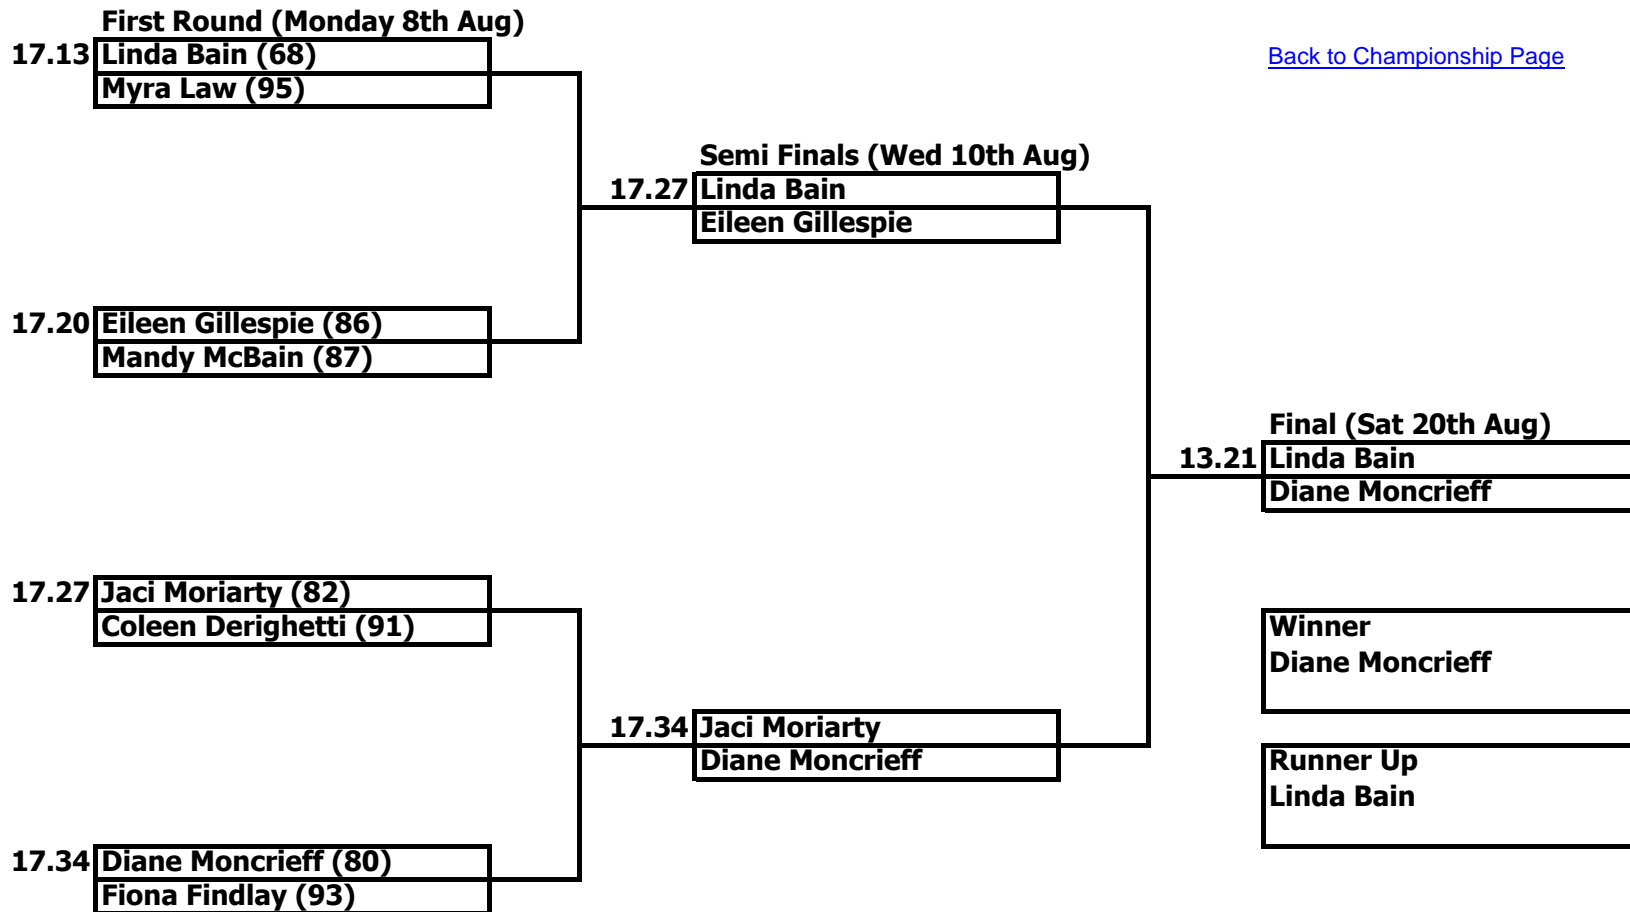 First Round (Monday 8th Aug)
17.13 Linda Bain (68)
Myra Law (95)
Back to Championship Page
Semi Finals (Wed 10th Aug)
17.27 Linda Bain
Eileen Gillespie
17.20 Eileen Gillespie (86)
Mandy McBain (87)
Final (Sat 20th Aug)
13.21 Linda Bain
Diane Moncrieff
17.27 Jaci Moriarty (82)
Coleen Derighetti (91)
Winner
Diane Moncrieff
17.34 Jaci Moriarty
Diane Moncrieff
Runner Up
Linda Bain
17.34 Diane Moncrieff (80)
Fiona Findlay (93)